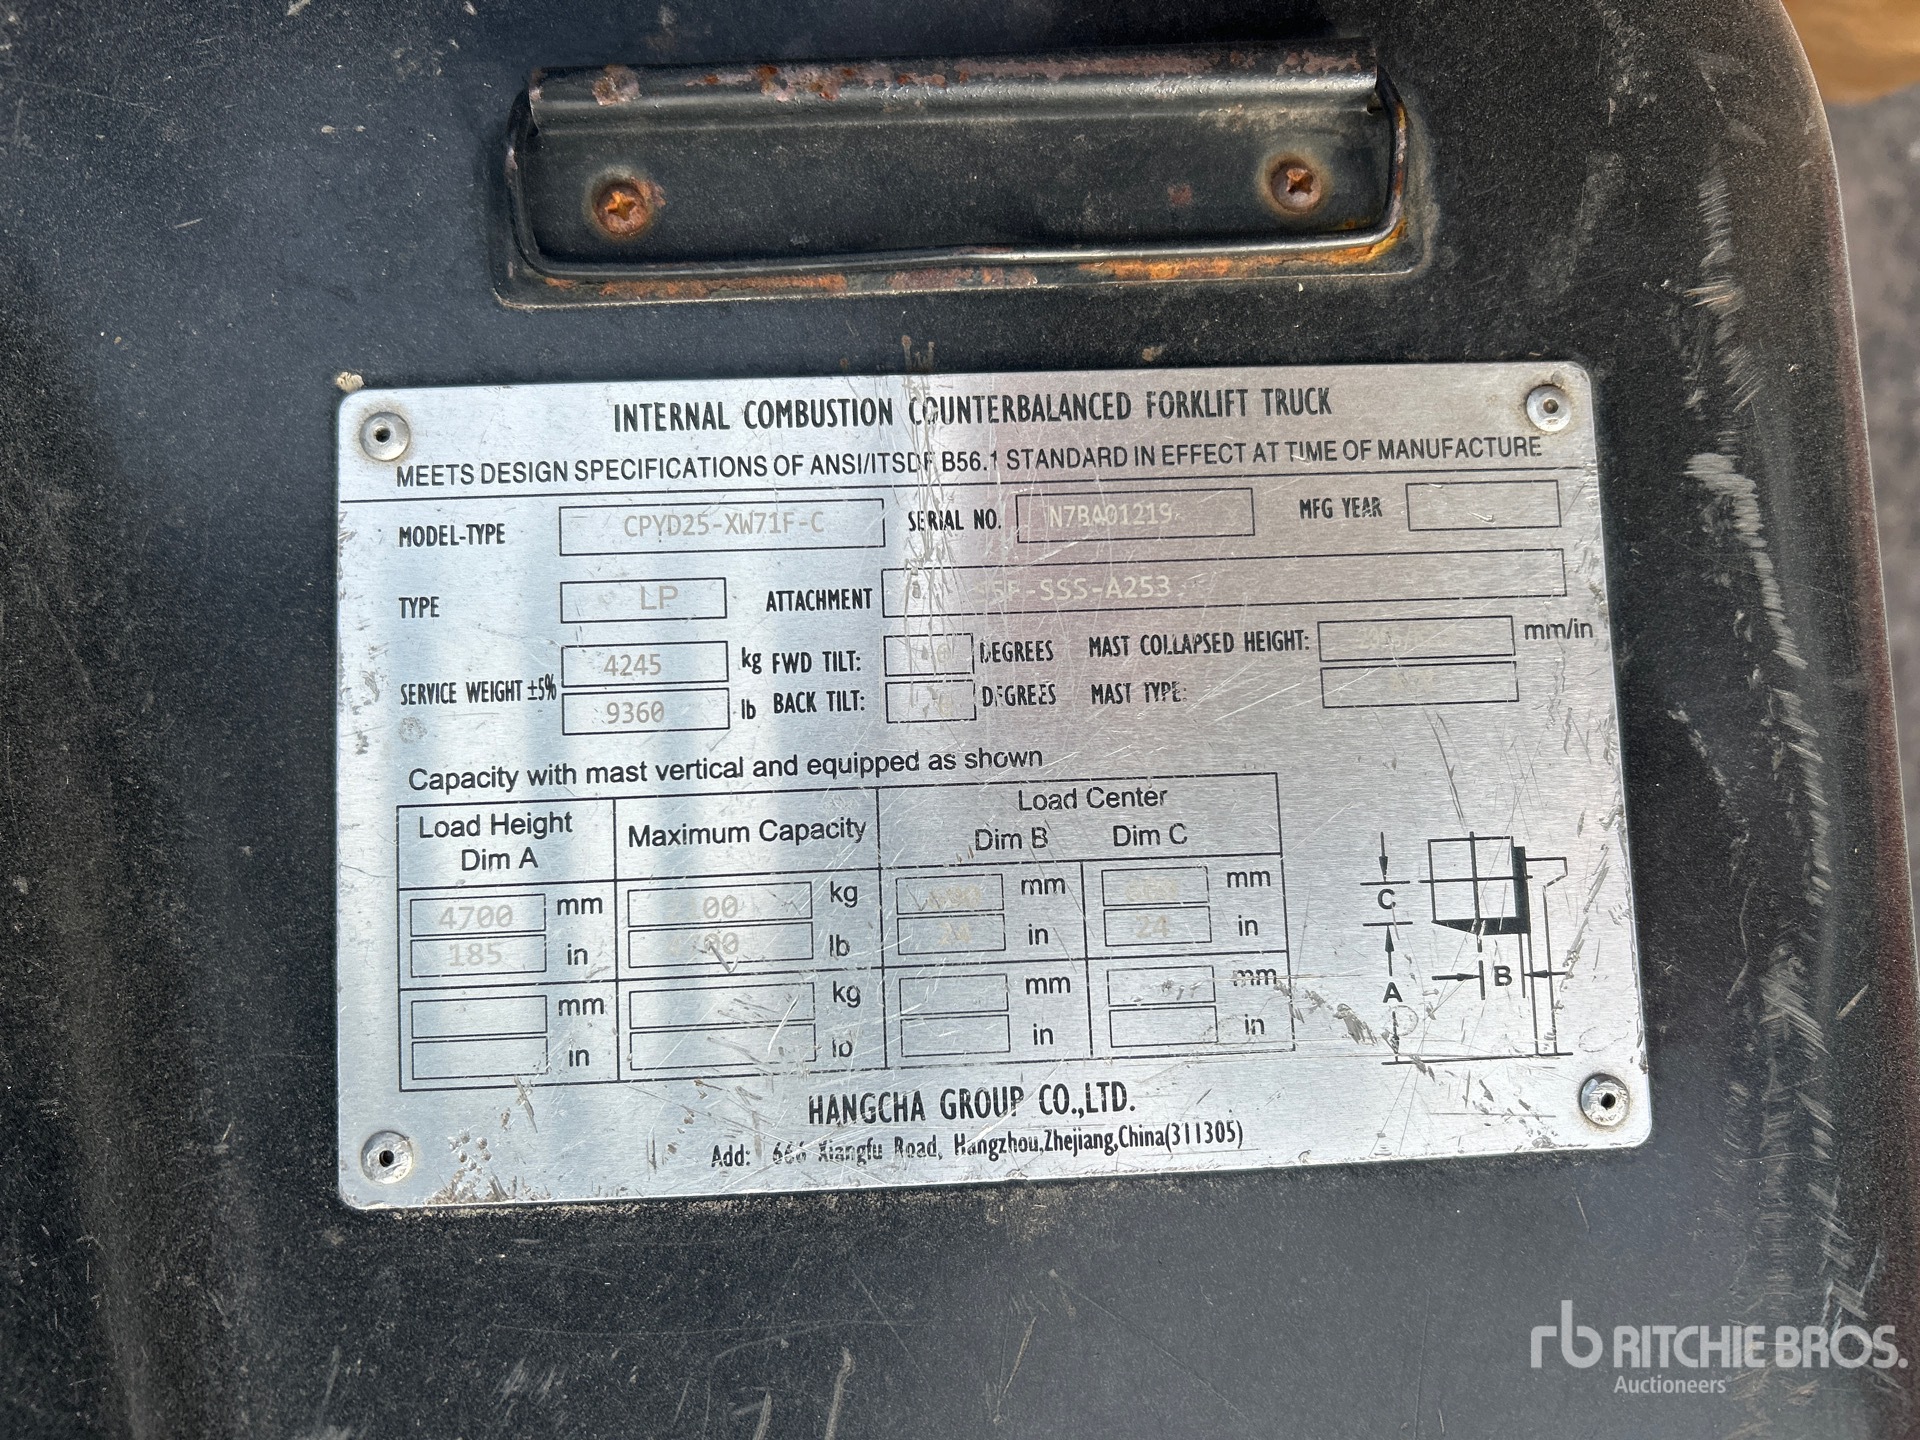 INTERNAL COMBUSTION COUNTERBALANCED FORKLIFT TRUCK
MEETS DESIGN SPECIFICATIONS OF ANSI/ITSDF B56.1 STANDARD IN EFFECT AT TIME OF MANUFACTURE
MODEL-TYPE CPYD25-XW71F-C SERIAL NO. N7BA01219 MFG YEAR
TYPE LP ATTACHMENT
SERVICE WEIGHT ±5% 4245 kg FWD TILT: DEGREES MAST COLLAPSED HEIGHT: mm/in
9360 lb BACK TILT: DEGREES MAST TYPE:
Capacity with mast vertical and equipped as shown
Load Height Dim A Maximum Capacity Load Center
Dim B Dim C
4700 mm kg mm mm
185 in lb 24 in 24 in
mm kg mm mm
in lb in in
C
B
A
HANGCHA GROUP CO.,LTD.
Add: 666 Xiangfu Road, Hangzhou,Zhejiang,China(311305)
rb RITCHIE BROS.
Auctioneers